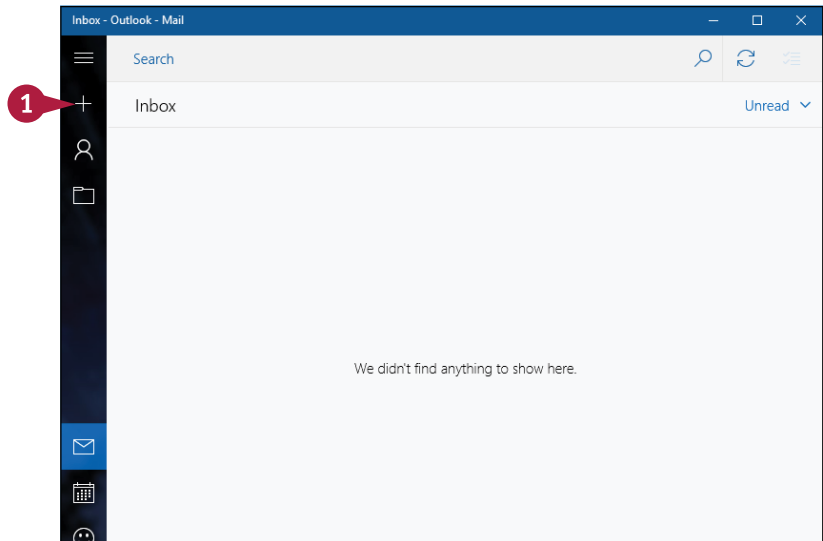 Inbox - Outlook - Mail
Search
1
Inbox
Unread
We didn't find anything to show here.